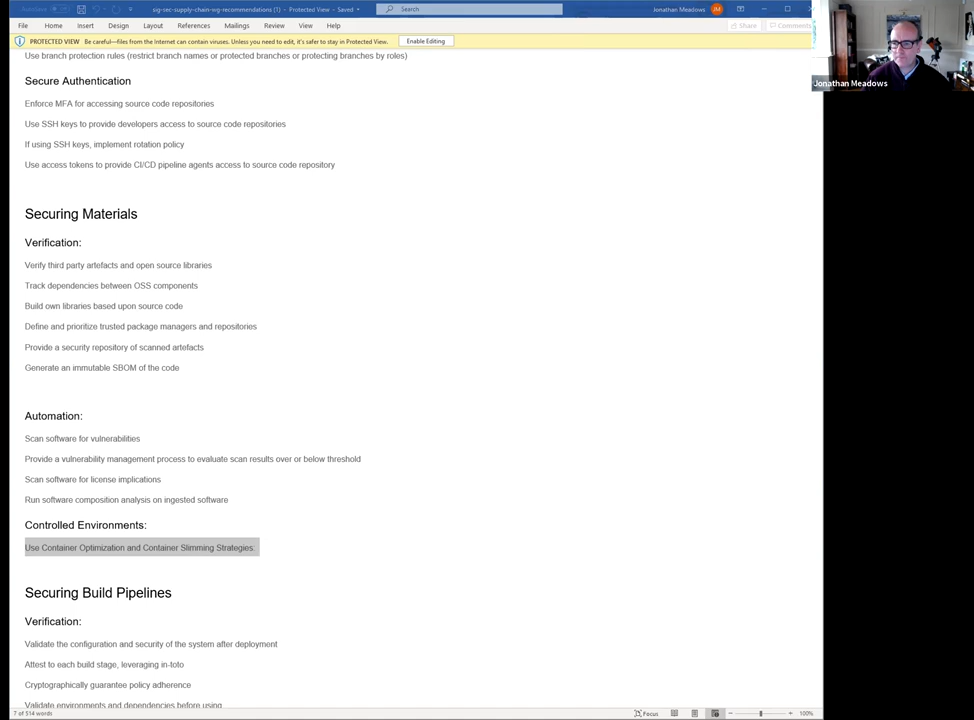 AutoSave Off
sig-sec-supply-chain-wg-recommendations (1) – Protected View – Saved
Search
Jonathan Meadows
JM
File Home Insert Design Layout References Mailings Review View Help
Share Comments
PROTECTED VIEW Be careful—files from the Internet can contain viruses. Unless you need to edit, it's safer to stay in Protected View.
Enable Editing
Jonathan Meadows
Use branch protection rules (restrict branch names or protected branches or protecting branches by roles)
Secure Authentication
Enforce MFA for accessing source code repositories
Use SSH keys to provide developers access to source code repositories
If using SSH keys, implement rotation policy
Use access tokens to provide CI/CD pipeline agents access to source code repository
Securing Materials
Verification:
Verify third party artefacts and open source libraries
Track dependencies between OSS components
Build own libraries based upon source code
Define and prioritize trusted package managers and repositories
Provide a security repository of scanned artefacts
Generate an immutable SBOM of the code
Automation:
Scan software for vulnerabilities
Provide a vulnerability management process to evaluate scan results over or below threshold
Scan software for license implications
Run software composition analysis on ingested software
Controlled Environments:
Use Container Optimization and Container Slimming Strategies:
Securing Build Pipelines
Verification:
Validate the configuration and security of the system after deployment
Attest to each build stage, leveraging in-toto
Cryptographically guarantee policy adherence
Validate environments and dependencies before using
7 of 514 words
Focus
100%